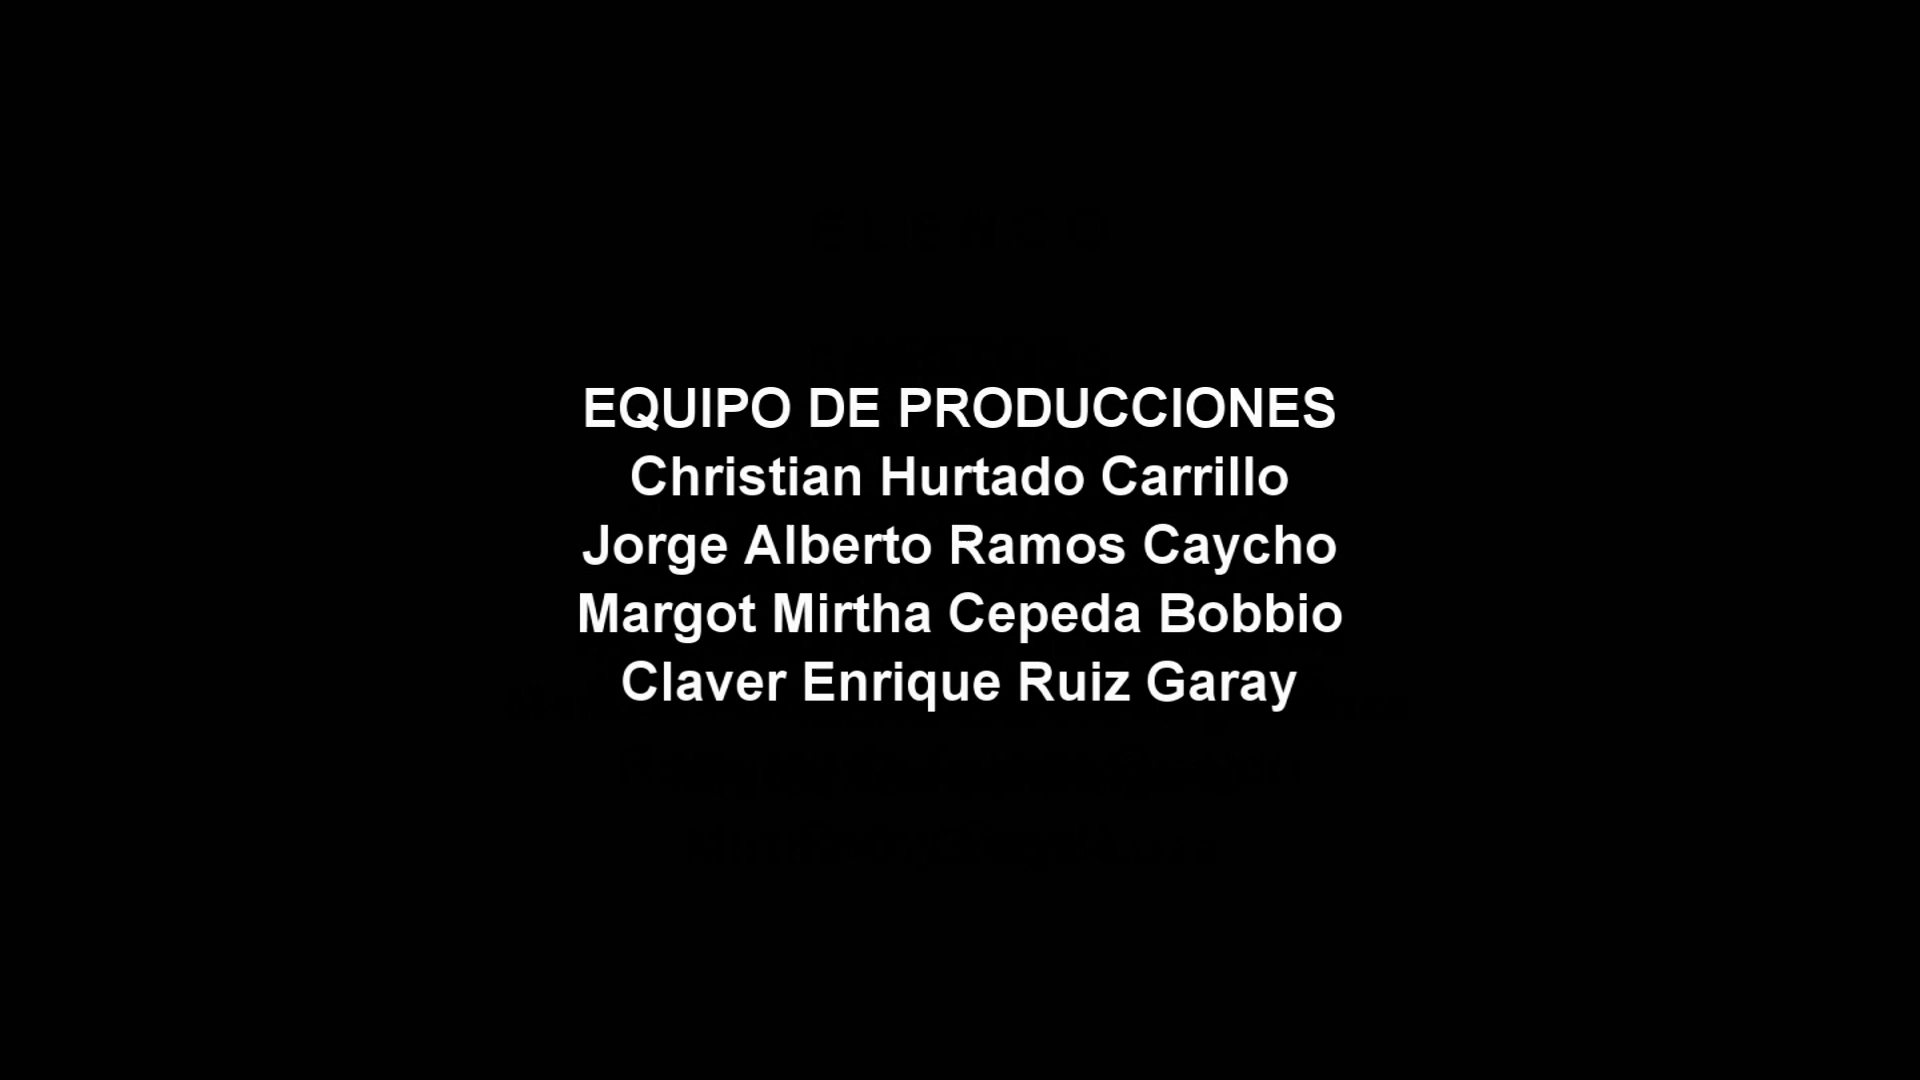 EQUIPO DE PRODUCCIONES
Christian Hurtado Carrillo
Jorge Alberto Ramos Caycho
Margot Mirtha Cepeda Bobbio
Claver Enrique Ruiz Garay